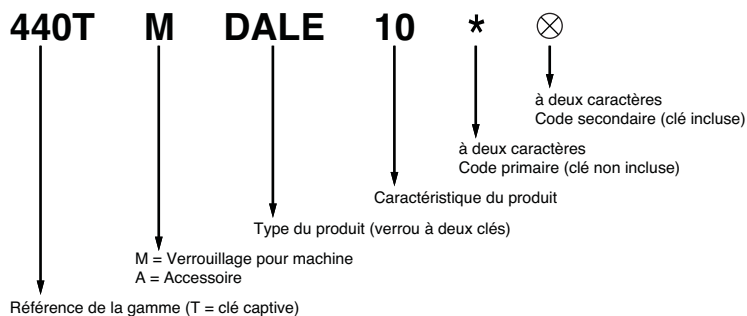 440T M DALE 10 * ⊗
à deux caractères
Code secondaire (clé incluse)
à deux caractères
Code primaire (clé non incluse)
Caractéristique du produit
Type du produit (verrou à deux clés)
M = Verrouillage pour machine
A = Accessoire
Référence de la gamme (T = clé captive)